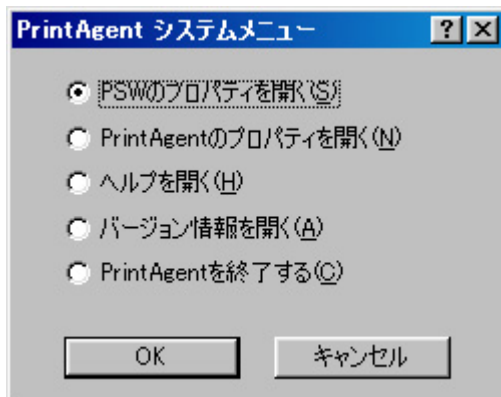 PrintAgent システムメニュー
PSWのプロパティを開く(S)
PrintAgentのプロパティを開く(N)
ヘルプを開く(H)
バージョン情報を開く(A)
PrintAgentを終了する(C)
OK キャンセル